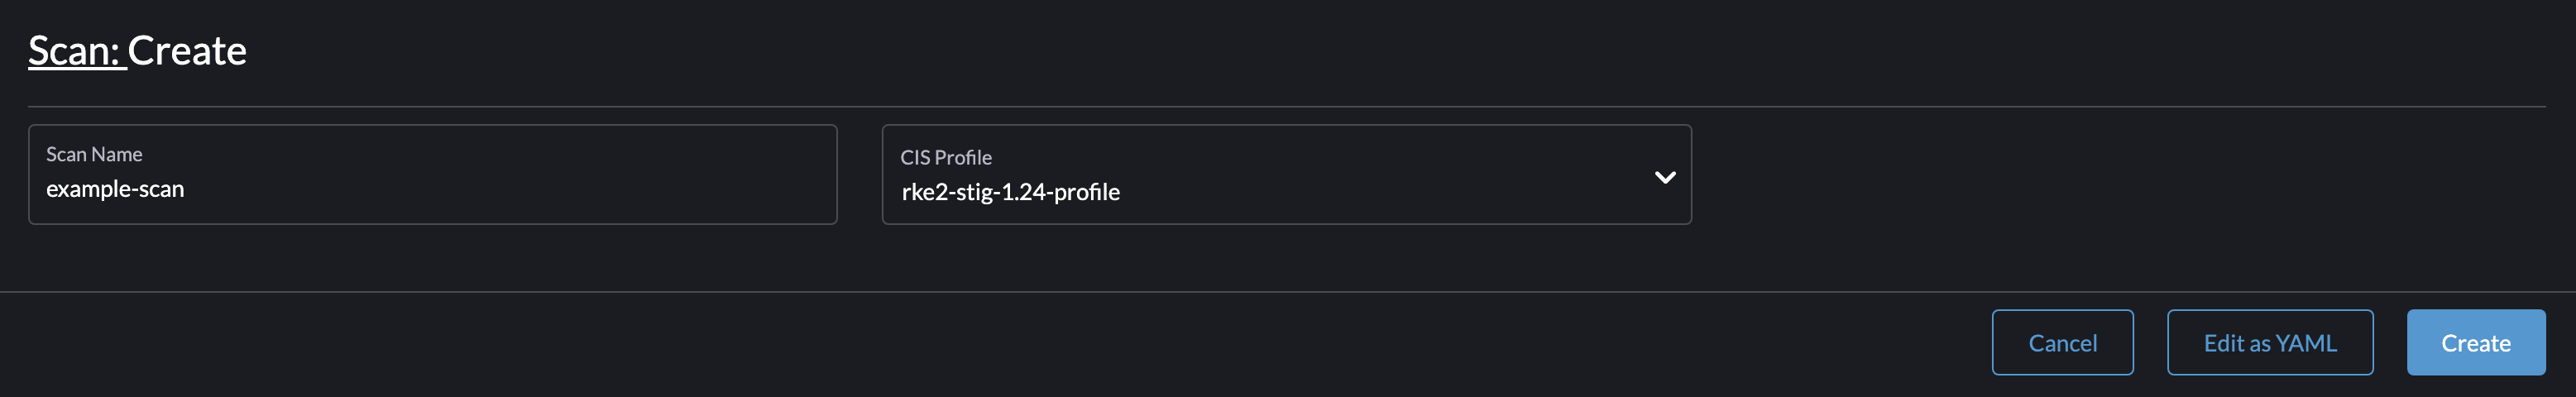 Scan: Create
Scan Name
example-scan
CIS Profile
rke2-stig-1.24-profile
Cancel
Edit as YAML
Create